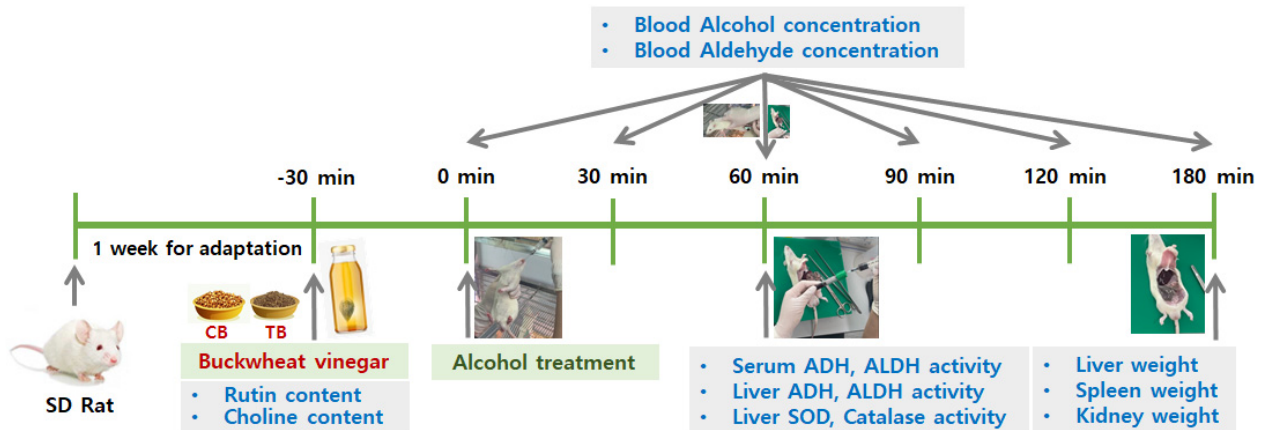 • Blood Alcohol concentration
• Blood Aldehyde concentration
-30 min
0 min
30 min
60 min
90 min
120 min
180 min
1 week for adaptation
CB
TB
SD Rat
Buckwheat vinegar
• Rutin content
• Choline content
Alcohol treatment
• Serum ADH, ALDH activity
• Liver ADH, ALDH activity
• Liver SOD, Catalase activity
• Liver weight
• Spleen weight
• Kidney weight